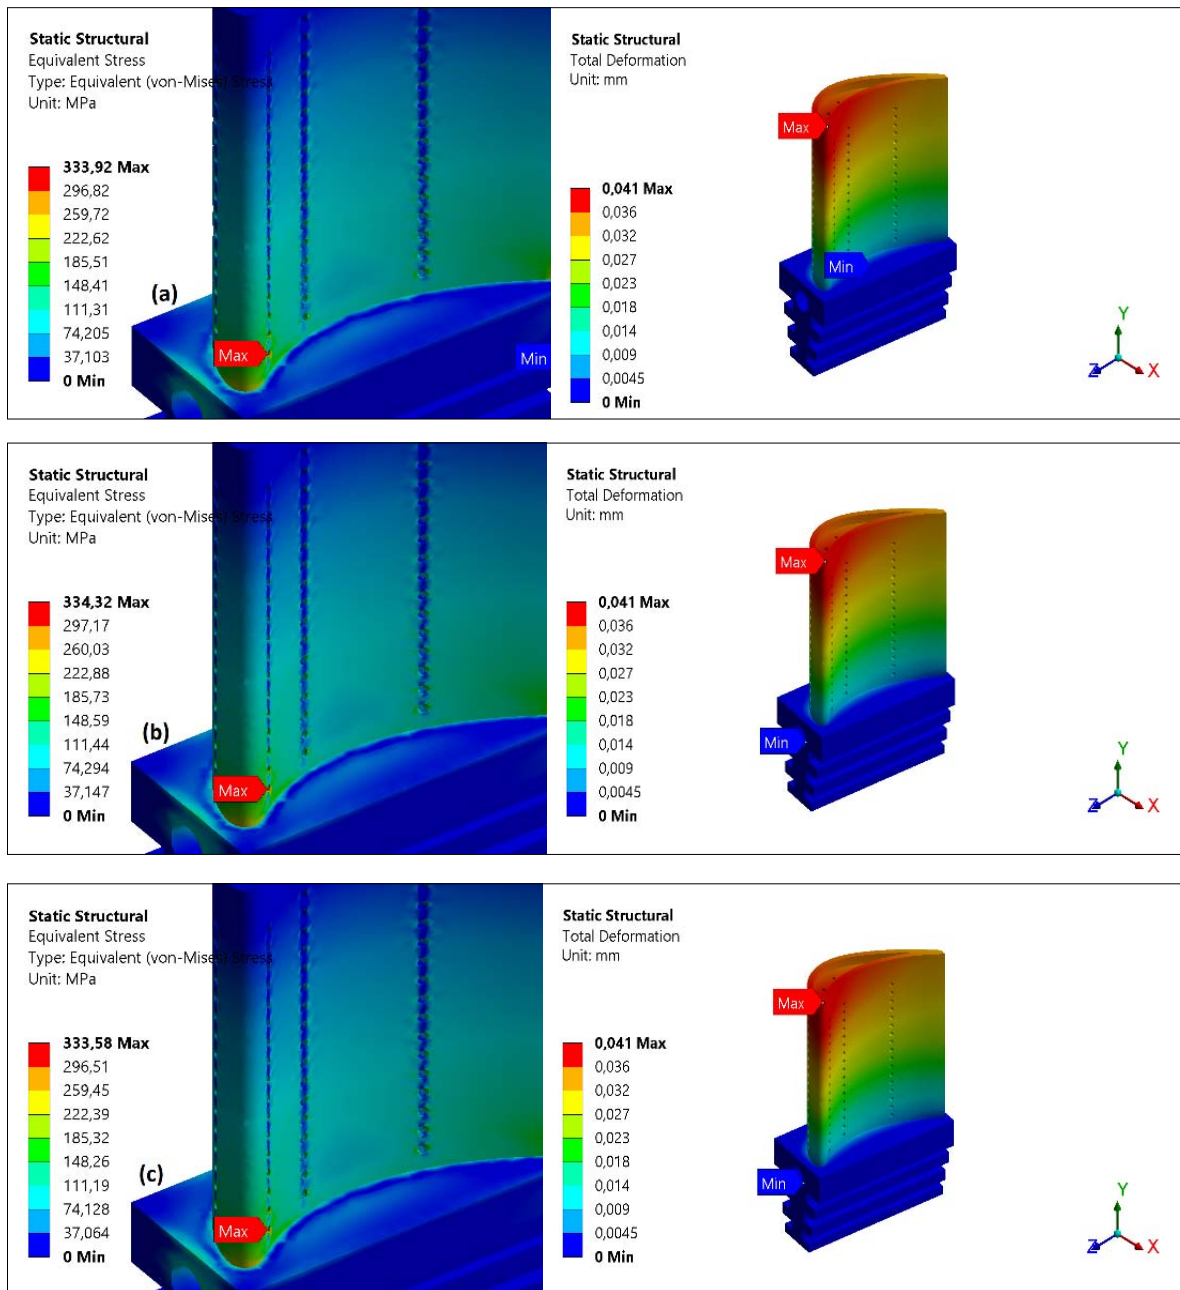 Static Structural
Equivalent Stress
Type: Equivalent (von-Mises) Stress
Unit: MPa
333,92 Max
296,82
259,72
222,62
185,51
148,41
111,31
74,205
37,103
0 Min
(a)
Max
Min
Static Structural
Total Deformation
Unit: mm
0,041 Max
0,036
0,032
0,027
0,023
0,018
0,014
0,009
0,0045
0 Min
Max
Min
Y
Z
X
Static Structural
Equivalent Stress
Type: Equivalent (von-Mises) Stress
Unit: MPa
334,32 Max
297,17
260,03
222,88
185,73
148,59
111,44
74,294
37,147
0 Min
(b)
Max
Static Structural
Total Deformation
Unit: mm
0,041 Max
0,036
0,032
0,027
0,023
0,018
0,014
0,009
0,0045
0 Min
Max
Min
Y
Z
X
Static Structural
Equivalent Stress
Type: Equivalent (von-Mises) Stress
Unit: MPa
333,58 Max
296,51
259,45
222,39
185,32
148,26
111,19
74,128
37,064
0 Min
(c)
Max
Static Structural
Total Deformation
Unit: mm
0,041 Max
0,036
0,032
0,027
0,023
0,018
0,014
0,009
0,0045
0 Min
Max
Min
Y
Z
X